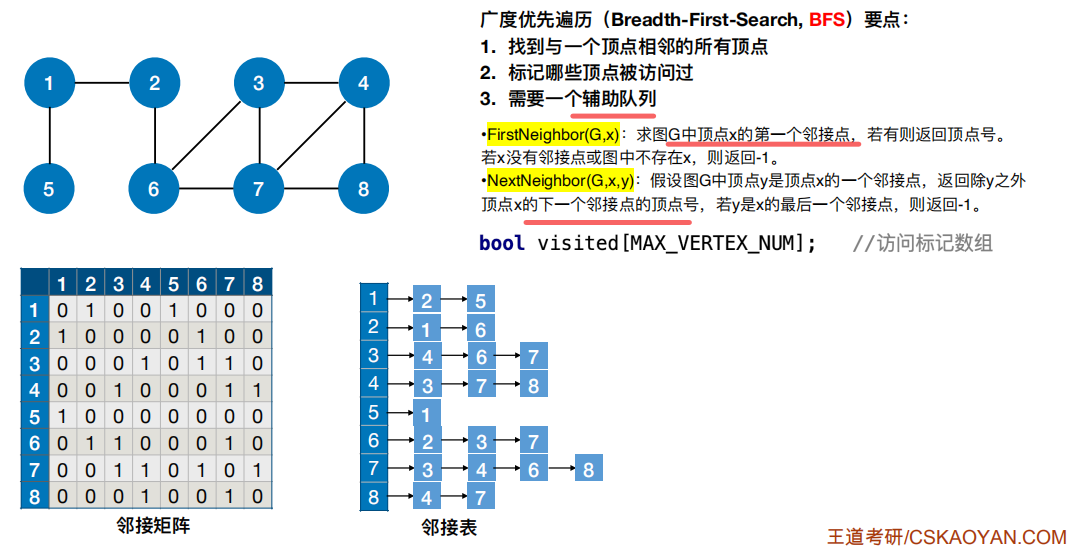 广度优先遍历（Breadth-First-Search, BFS）要点：
1. 找到与一个顶点相邻的所有顶点
2. 标记哪些顶点被访问过
3. 需要一个辅助队列
•FirstNeighbor(G,x)：求图G中顶点x的第一个邻接点，若有则返回顶点号。
若x没有邻接点或图中不存在x，则返回-1。
•NextNeighbor(G,x,y)：假设图G中顶点y是顶点x的一个邻接点，返回除y之外
顶点x的下一个邻接点的顶点号，若y是x的最后一个邻接点，则返回-1。
bool visited[MAX_VERTEX_NUM]; //访问标记数组
1 2 3 4
5 6 7 8
1 2 3 4 5 6 7 8
1 0 1 0 0 1 0 0 0
2 1 0 0 0 0 1 0 0
3 0 0 0 1 0 1 1 0
4 0 0 1 0 0 0 1 1
5 1 0 0 0 0 0 0 0
6 0 1 1 0 0 0 1 0
7 0 0 1 1 0 1 0 1
8 0 0 0 1 0 0 1 0
邻接矩阵
1 2 5
2 1 6
3 4 6 7
4 3 7 8
5 1
6 2 3 7
7 3 4 6 8
8 4 7
邻接表
王道考研/CSKAOYAN.COM